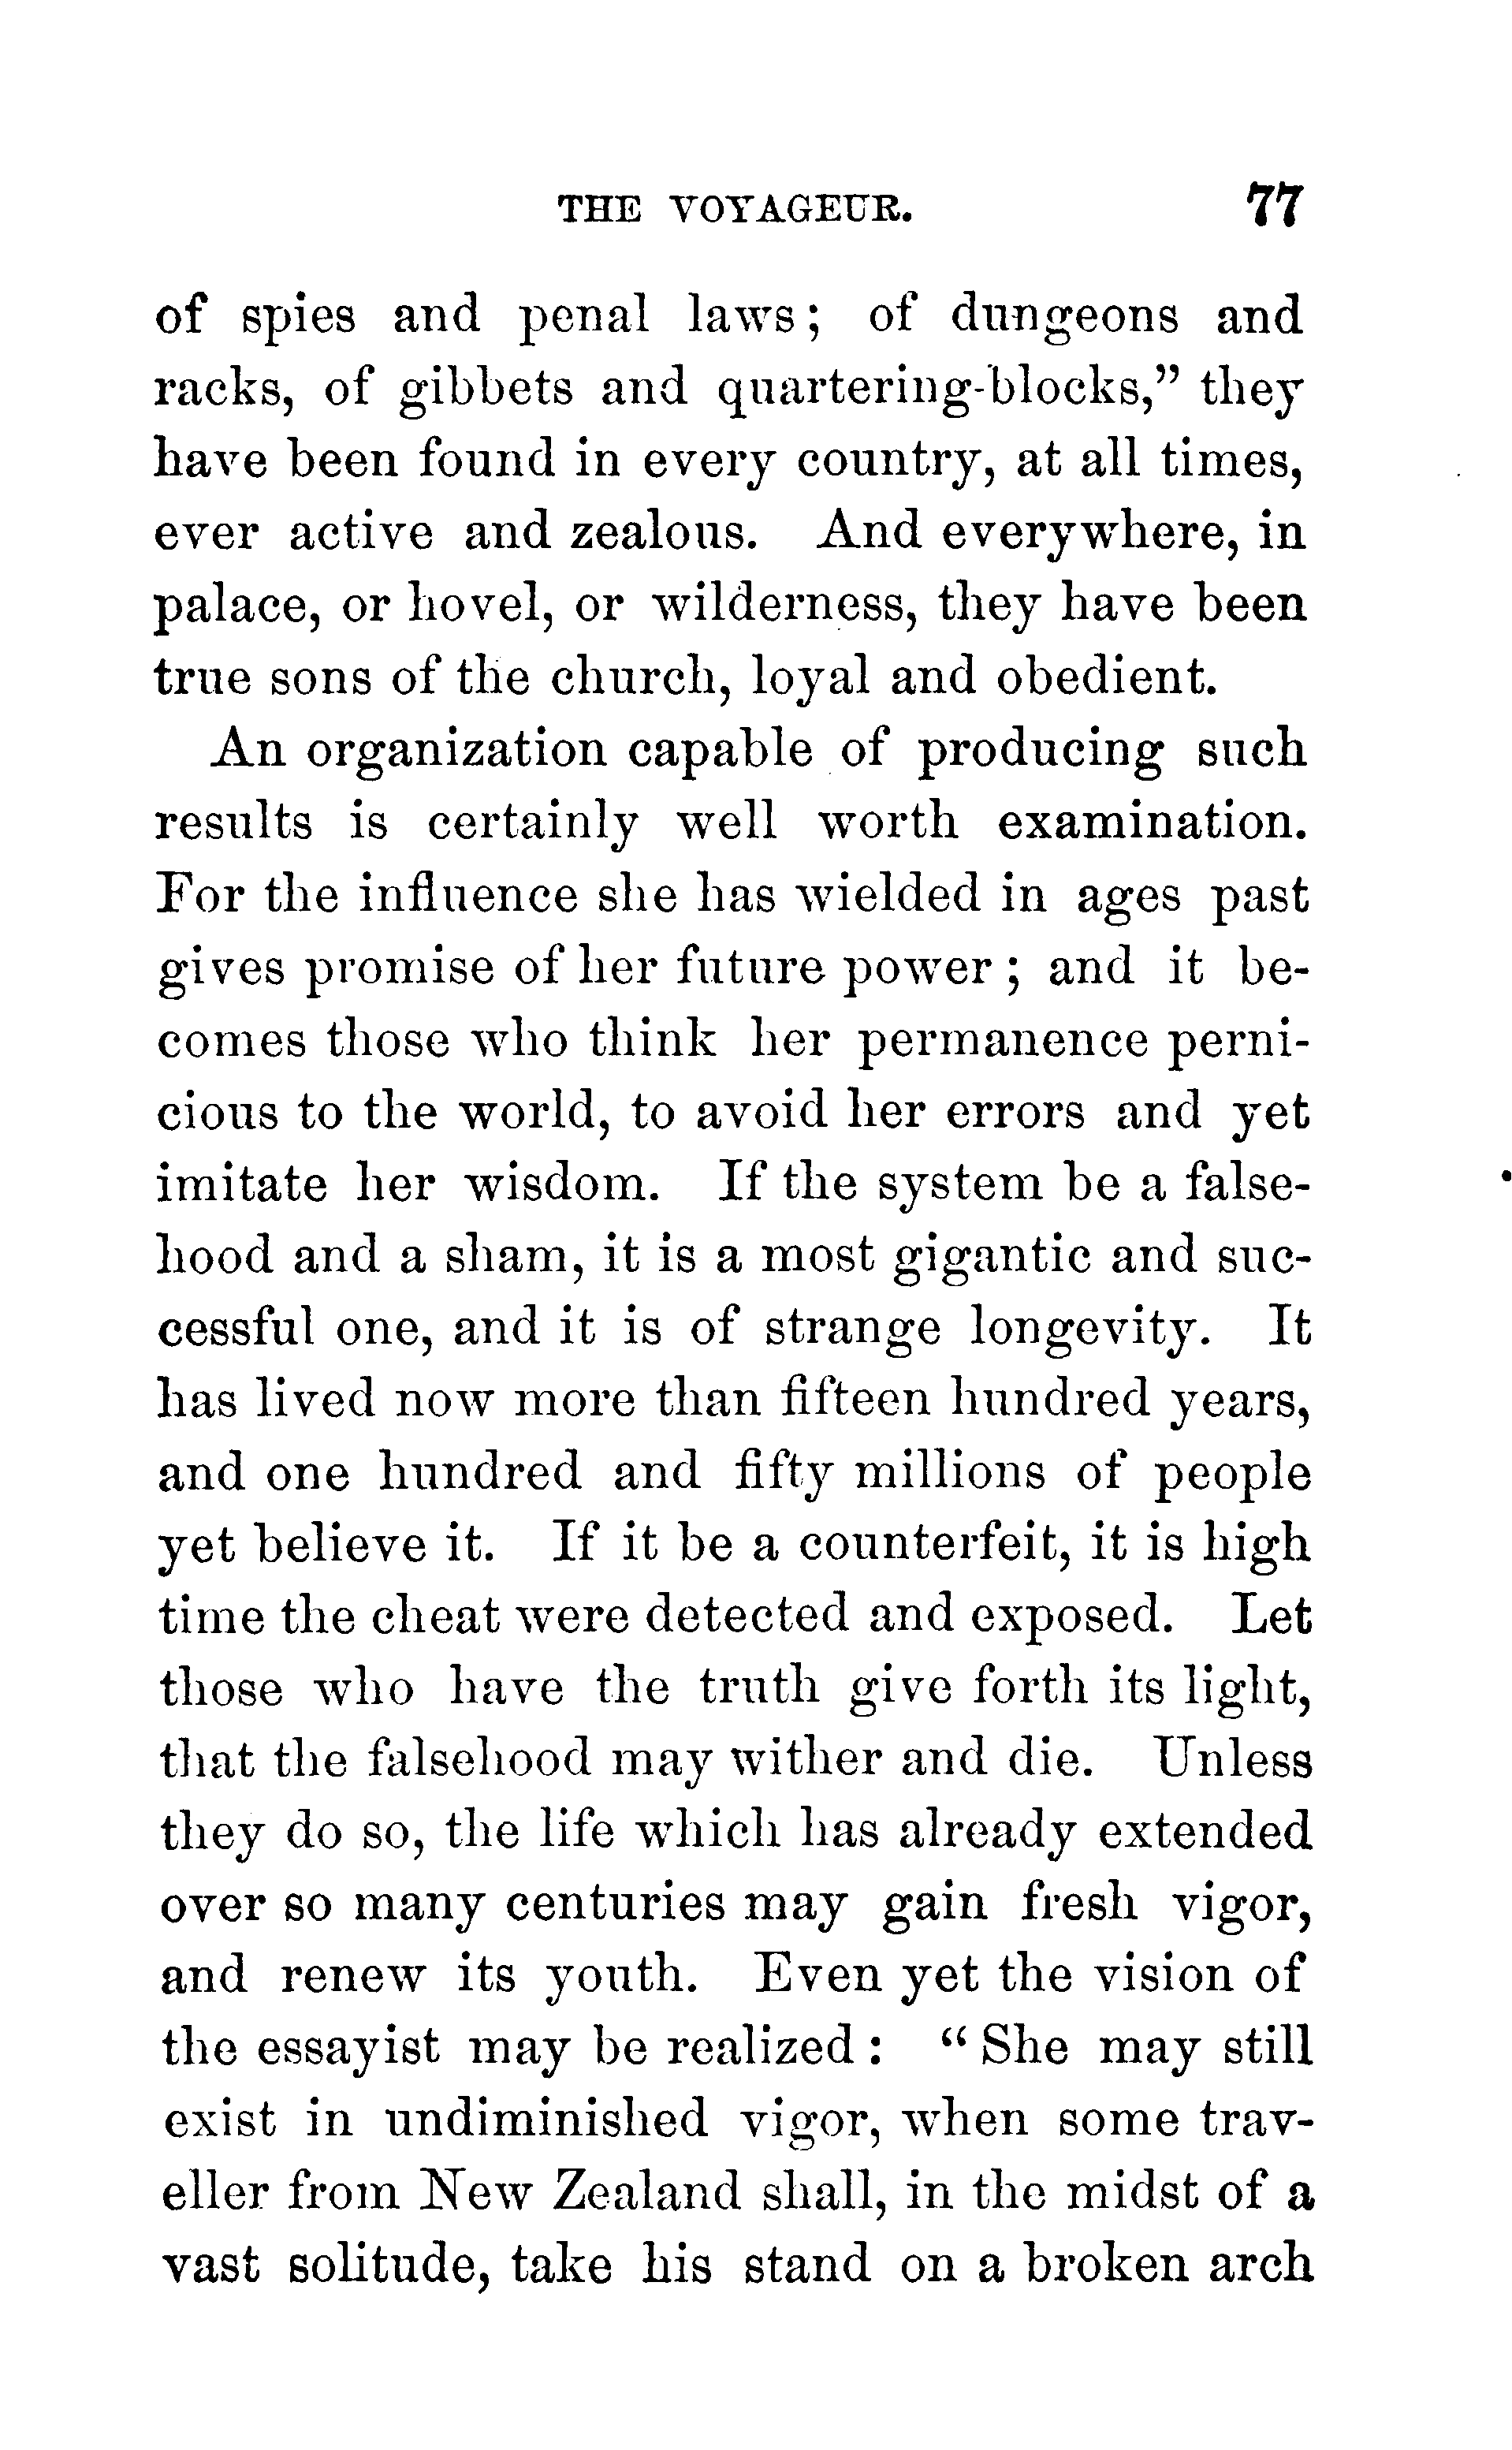 THE VOYAGEUR. 77
of spies and penal laws; of dungeons and
racks, of gibbets and quartering-blocks,” they
have been found in every country, at all times,
ever active and zealous. And everywhere, in
palace, or hovel, or wilderness, they have been
true sons of the church, loyal and obedient.
An organization capable of producing such
results is certainly well worth examination.
For the influence she has wielded in ages past
gives promise of her future power; and it be-
comes those who think her permanence perni-
cious to the world, to avoid her errors and yet
imitate her wisdom. If the system be a false-
hood and a sham, it is a most gigantic and suc-
cessful one, and it is of strange longevity. It
has lived now more than fifteen hundred years,
and one hundred and fifty millions of people
yet believe it. If it be a counterfeit, it is high
time the cheat were detected and exposed. Let
those who have the truth give forth its light,
that the falsehood may wither and die. Unless
they do so, the life which has already extended
over so many centuries may gain fresh vigor,
and renew its youth. Even yet the vision of
the essayist may be realized: “She may still
exist in undiminished vigor, when some trav-
eller from New Zealand shall, in the midst of a
vast solitude, take his stand on a broken arch